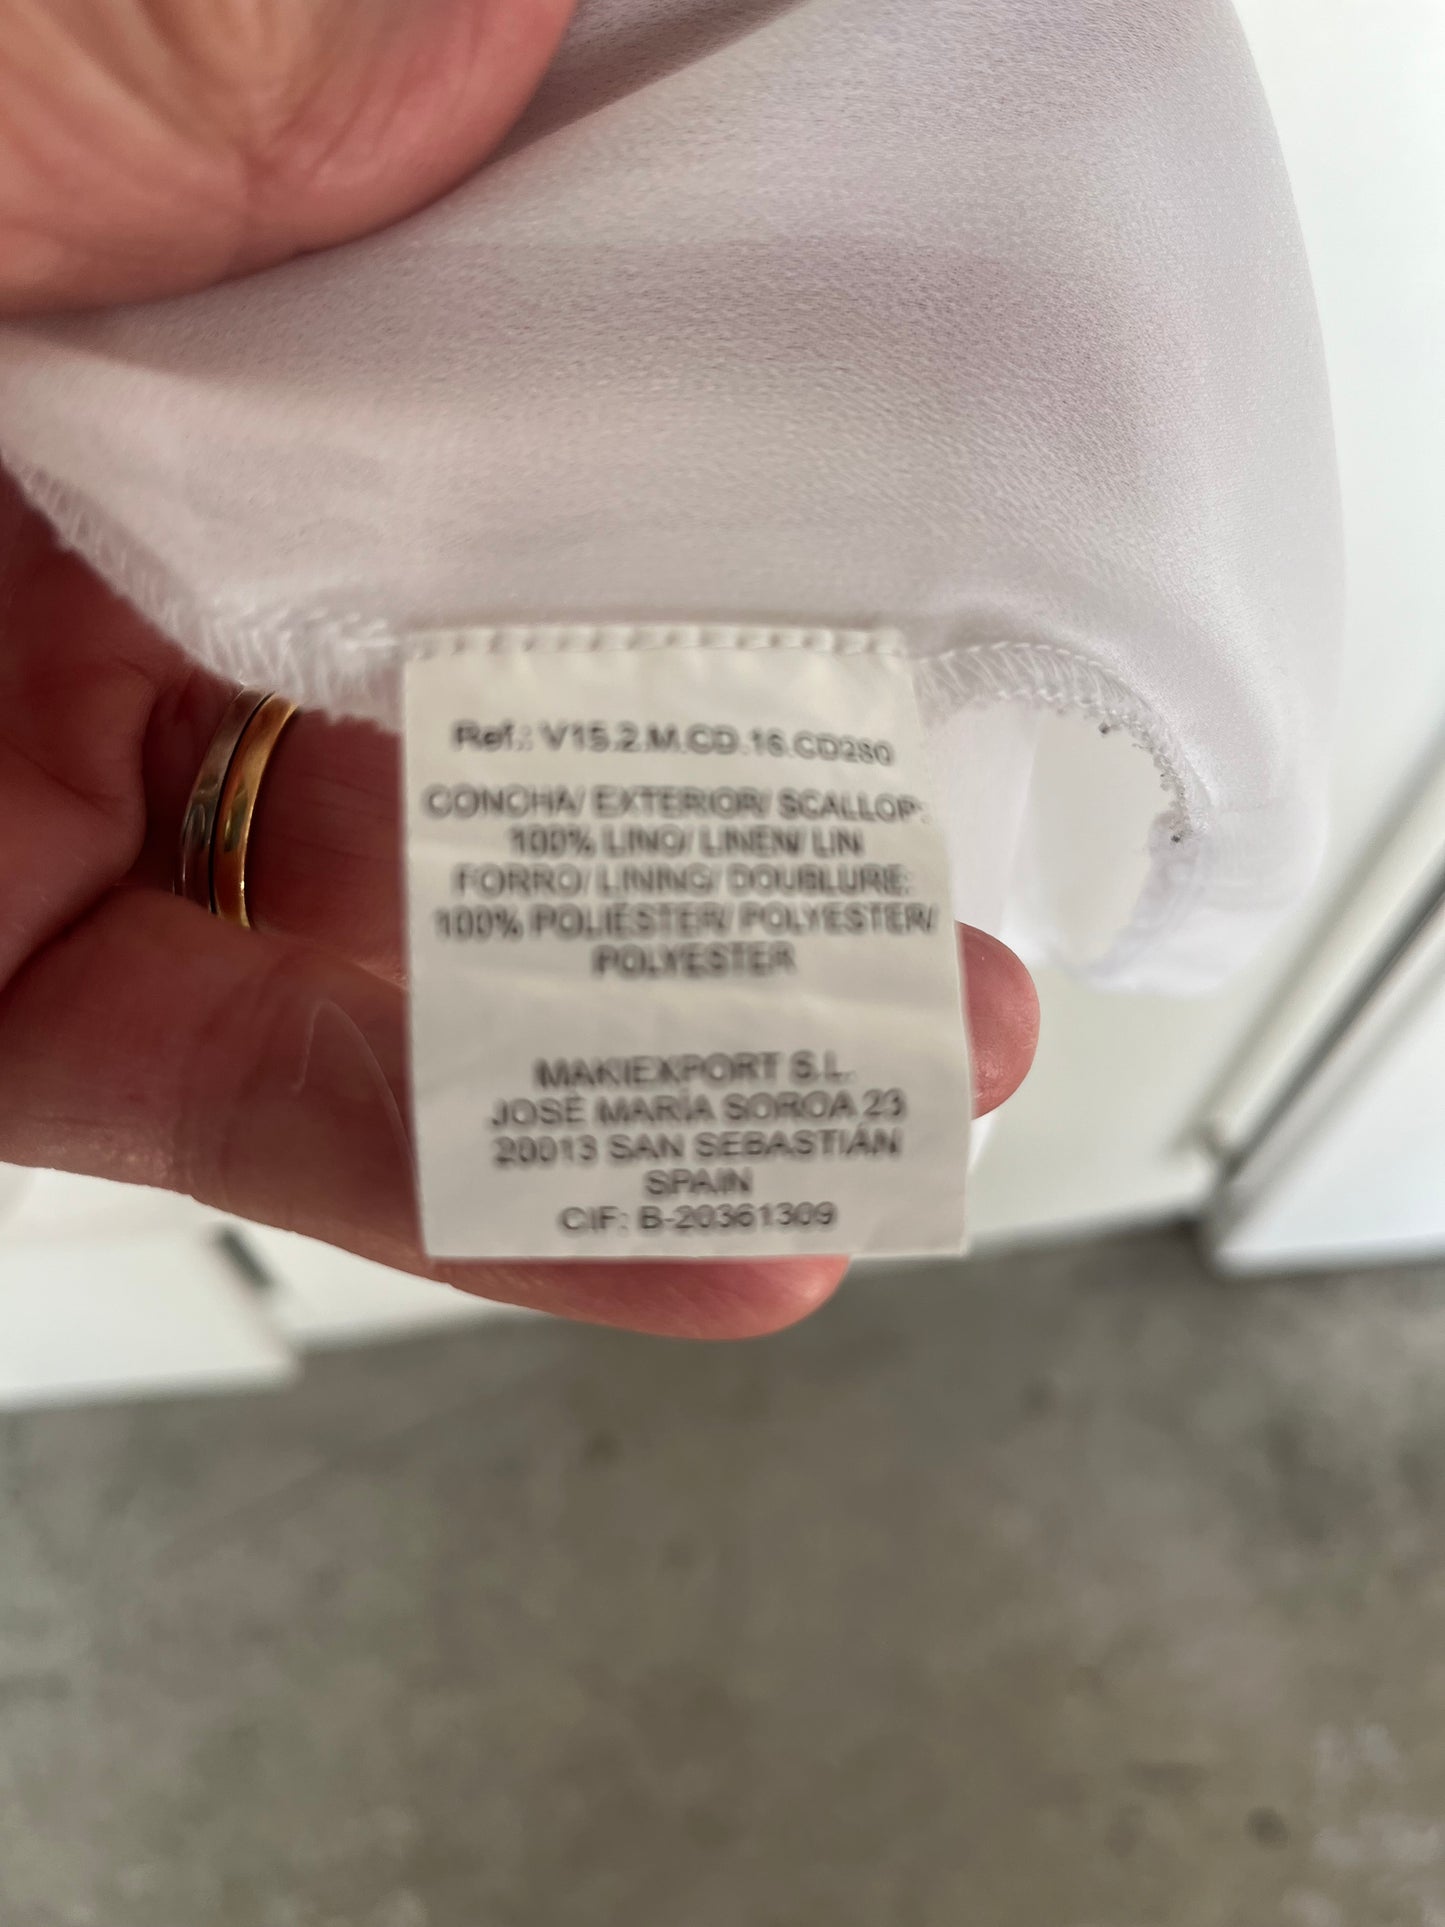 Ref.: V15.2.M.CD.16.CD280
CONCHA/ EXTERIOR/ SCALLOP:
100% LINO/ LINEN/ LIN
FORRO/ LINING/ DOUBLURE:
100% POLIÉSTER/ POLYESTER/
POLYESTER
MAKIEXPORT S.L.
JOSÉ MARÍA SOROA 23
20013 SAN SEBASTIÁN
SPAIN
CIF: B-20361309